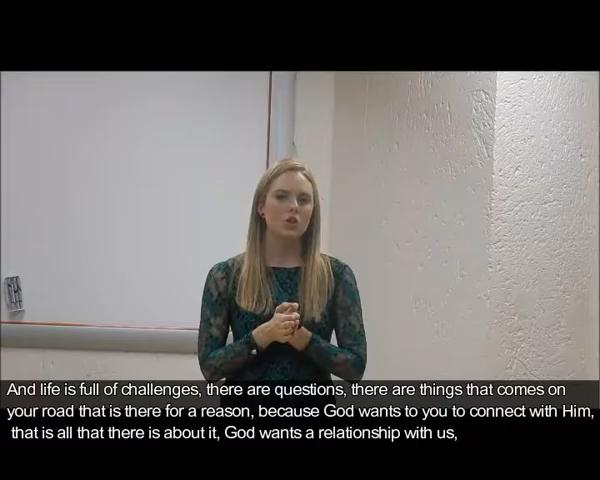 And life is full of challenges, there are questions, there are things that comes on
your road that is there for a reason, because God wants to you to connect with Him,
that is all that there is about it, God wants a relationship with us,